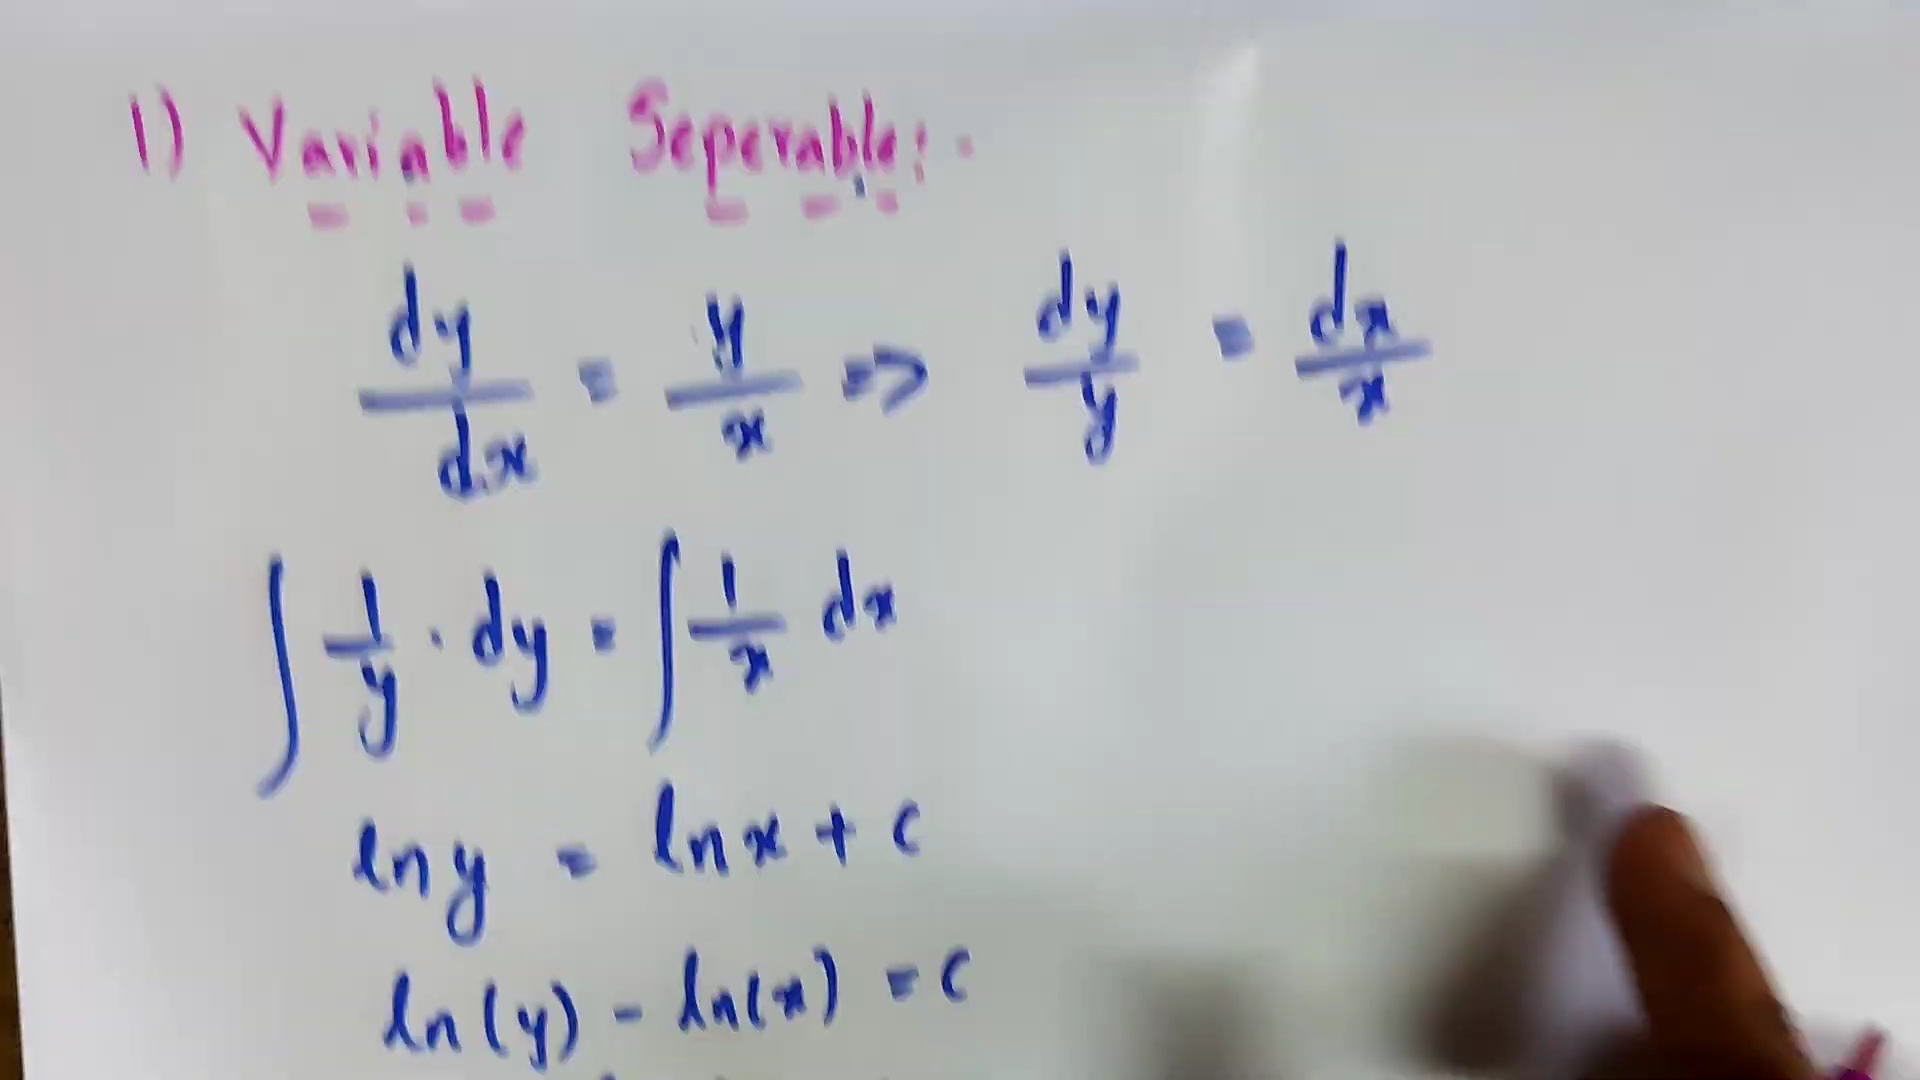 1) Variable Seperable:-
dy/dx = y/x => dy/y = dx/x
∫ 1/y · dy = ∫ 1/x dx
ln y = ln x + c
ln(y) - ln(x) = c